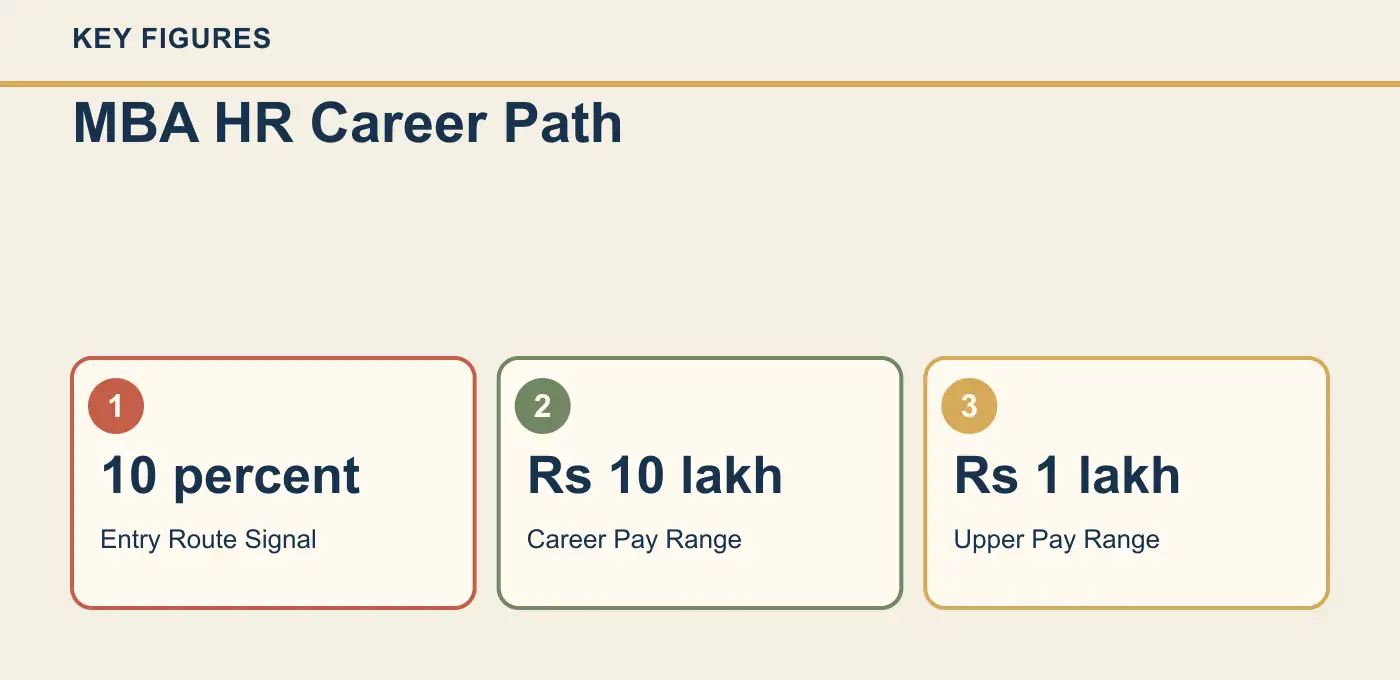 KEY FIGURES
MBA HR Career Path
1
10 percent
Entry Route Signal
2
Rs 10 lakh
Career Pay Range
3
Rs 1 lakh
Upper Pay Range